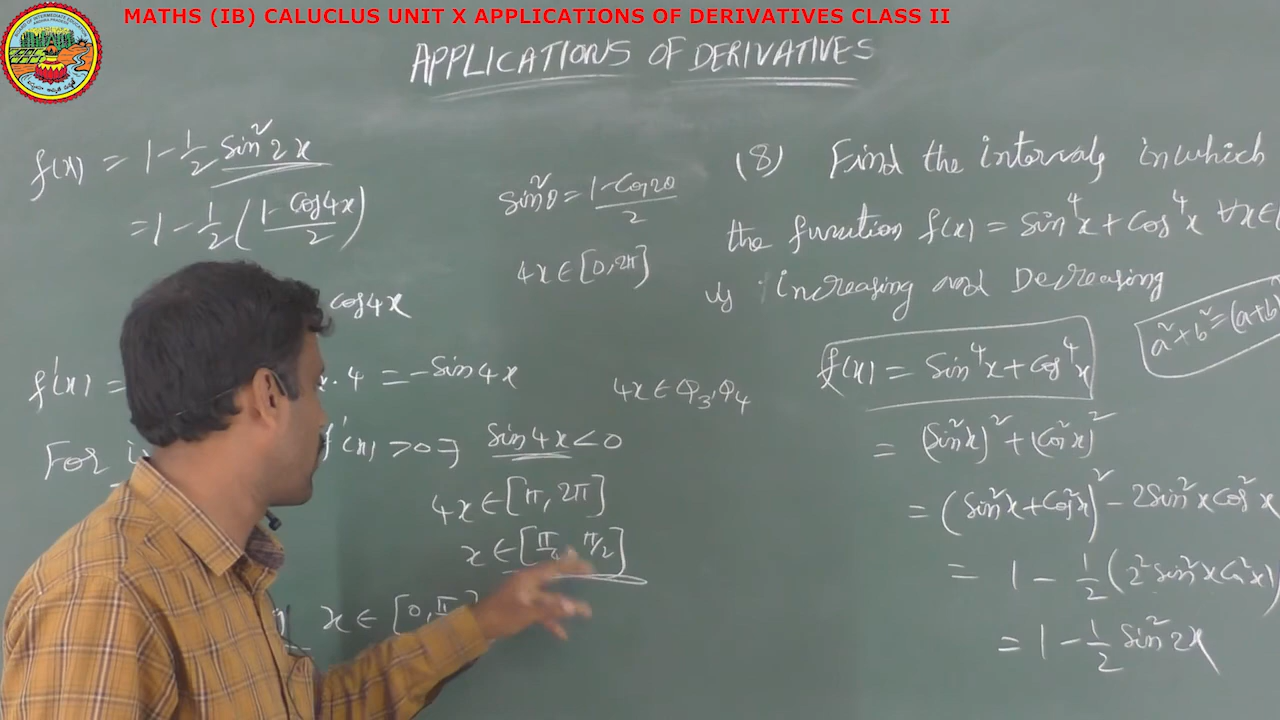 MATHS (IB) CALUCLUS UNIT X APPLICATIONS OF DERIVATIVES CLASS II
APPLICATIONS OF DERIVATIVES
f(x) = 1 - 1/2 Sin²2x
= 1 - 1/2 (1 - Cos4x / 2)
cos4x
f'(x) =
x. 4 = -Sin4x
For
f'(x) > 0 ⇒ Sin4x < 0
4x ∈ [π, 2π]
x ∈ [π/4, π/2]
x ∈ [0, π
Sin²θ = 1 - Cos2θ / 2
4x ∈ [0, 2π]
4x ∈ Q₃, Q₄
(8) Find the intervals in which
the function f(x) = Sin⁴x + Cos⁴x ∀x∈
is increasing and Decreasing
a² + b² = (a+b)
f(x) = Sin⁴x + Cos⁴x
= (Sin²x)² + (Cos²x)²
= (Sin²x + Cos²x)² - 2Sin²x Cos²x
= 1 - 1/2 (2² Sin²x Cos²x)
= 1 - 1/2 Sin²2x